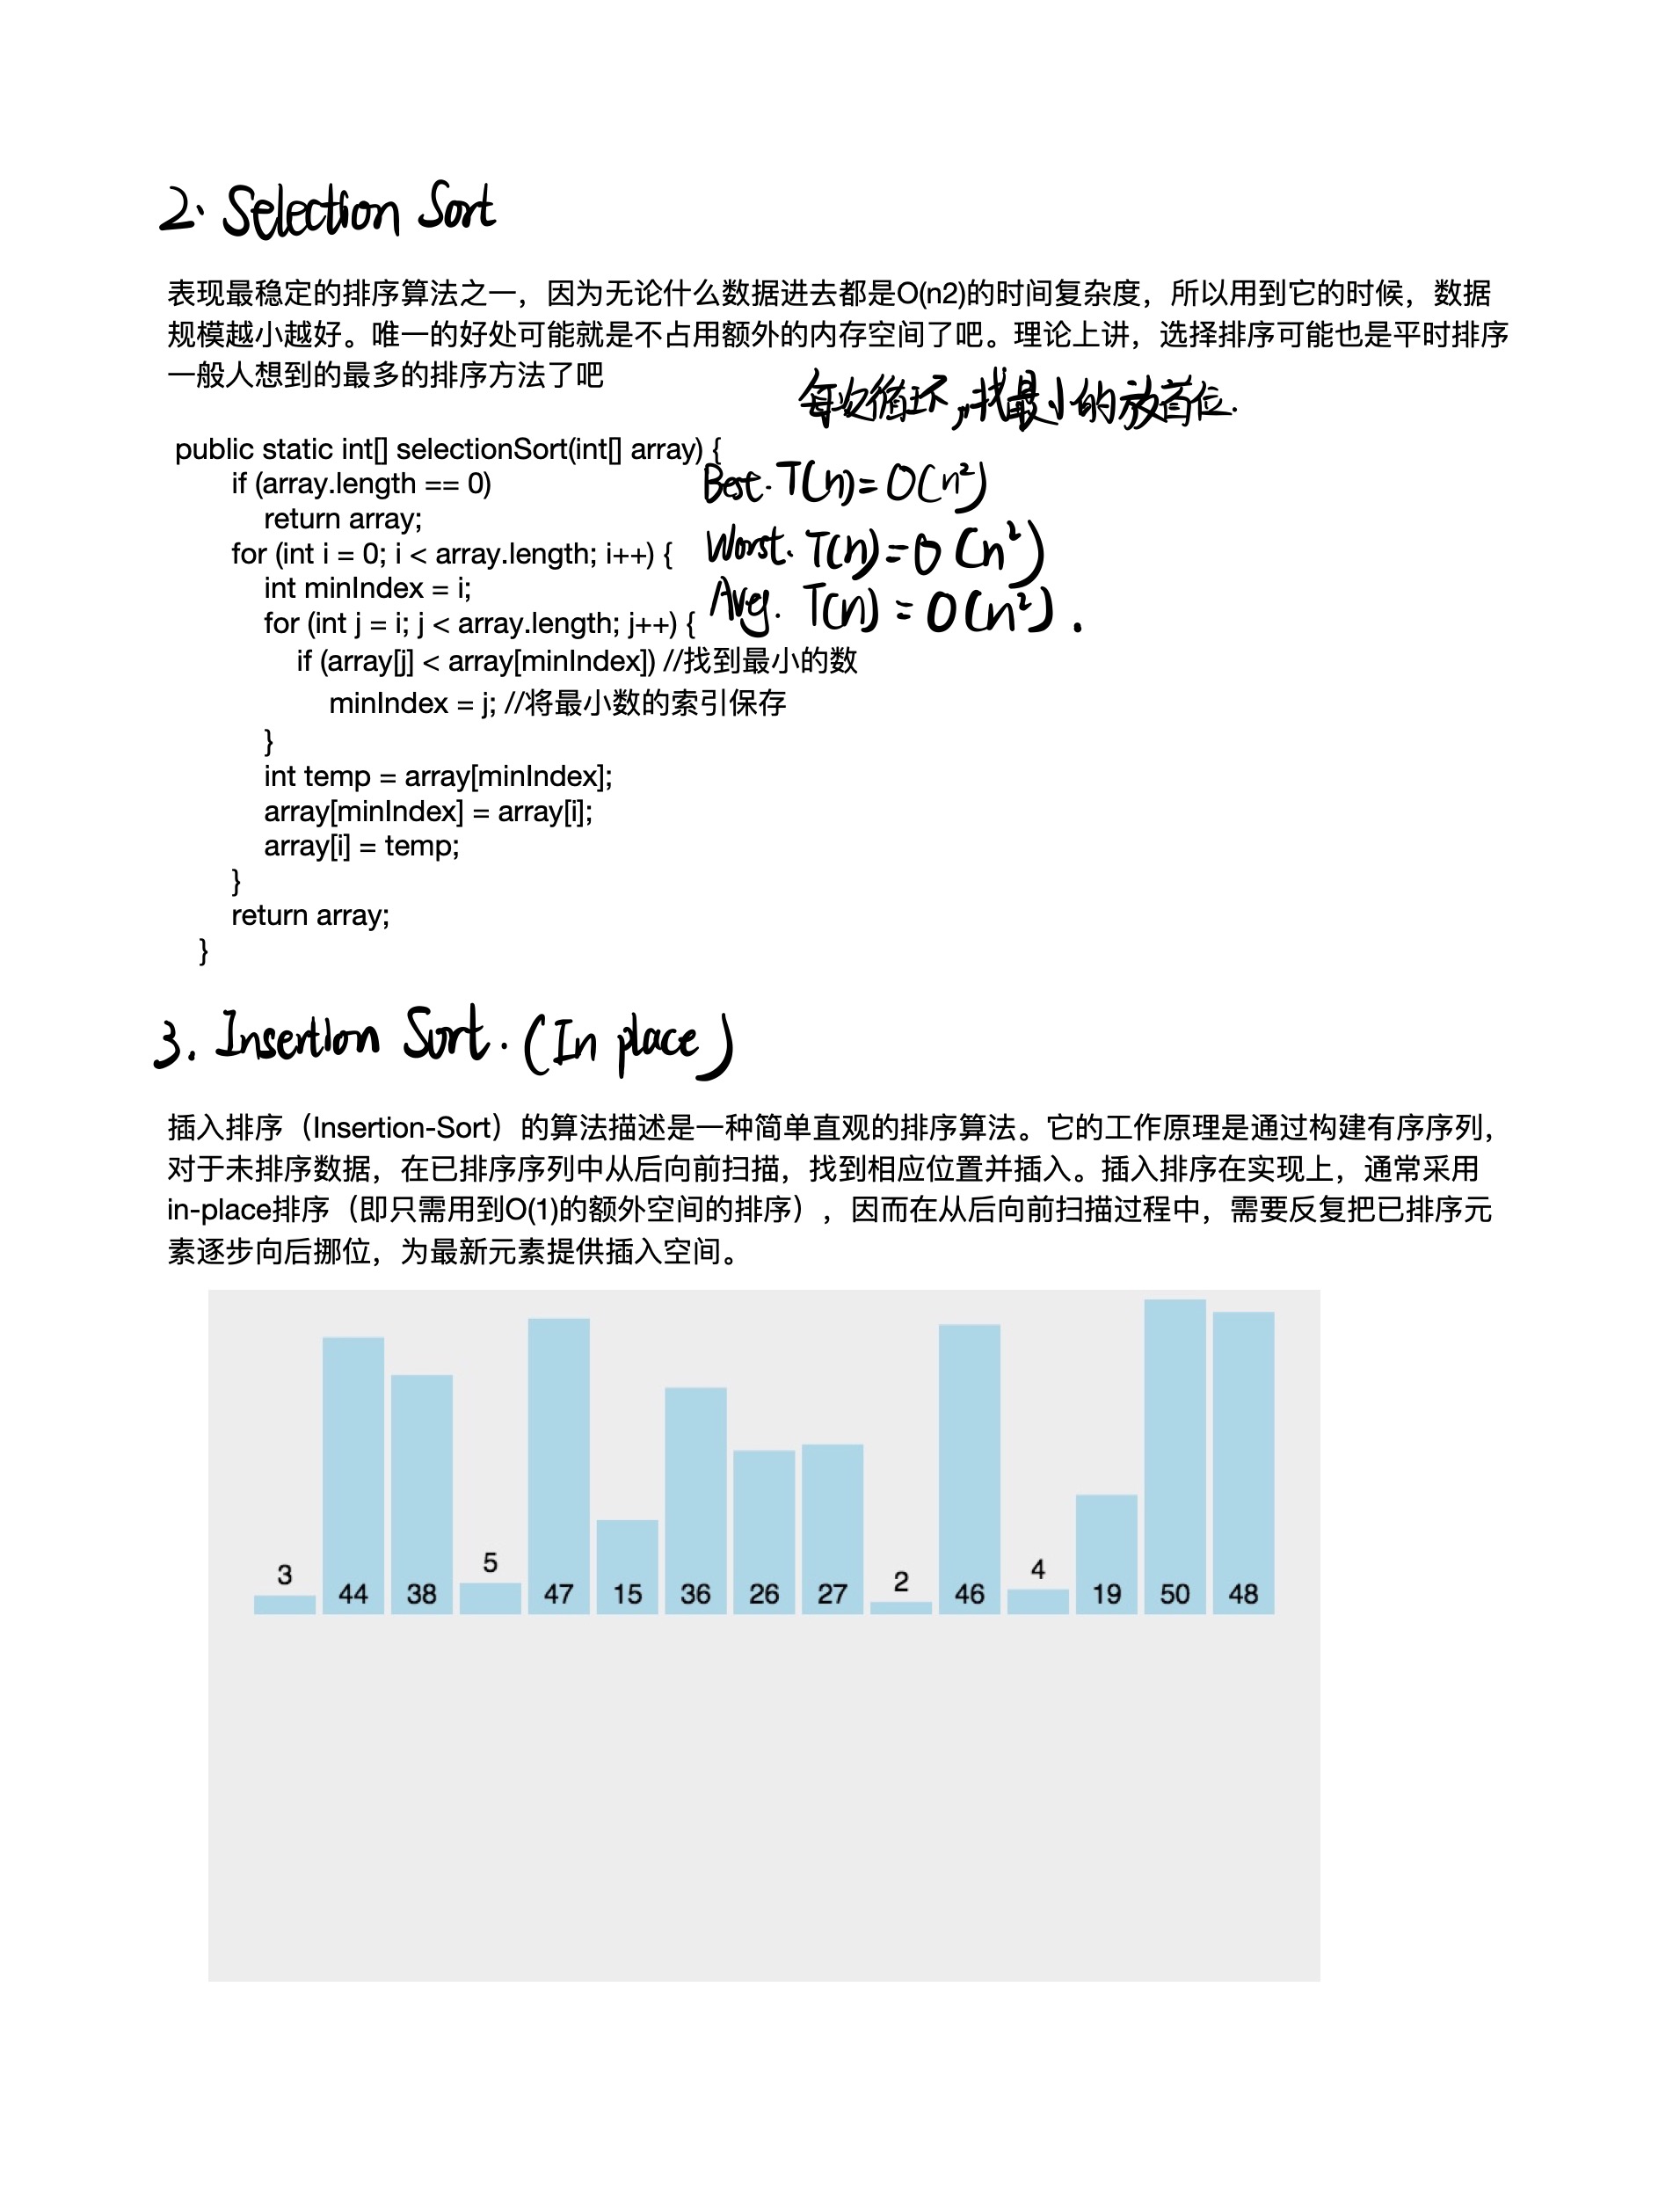 2. Selection Sort
表现最稳定的排序算法之一，因为无论什么数据进去都是O(n2)的时间复杂度，所以用到它的时候，数据
规模越小越好。唯一的好处可能就是不占用额外的内存空间了吧。理论上讲，选择排序可能也是平时排序
一般人想到的最多的排序方法了吧
每次循环，找最小的放首位.
public static int[] selectionSort(int[] array) {
if (array.length == 0)
Best. T(n)=O(n²)
return array;
for (int i = 0; i < array.length; i++) {
Worst. T(n)=O(n²)
int minIndex = i;
for (int j = i; j < array.length; j++) {
Avg. T(n) = O(n²).
if (array[j] < array[minIndex]) //找到最小的数
minIndex = j; //将最小数的索引保存
}
int temp = array[minIndex];
array[minIndex] = array[i];
array[i] = temp;
}
return array;
}
3. Insertion Sort. (In place)
插入排序（Insertion-Sort）的算法描述是一种简单直观的排序算法。它的工作原理是通过构建有序序列，
对于未排序数据，在已排序序列中从后向前扫描，找到相应位置并插入。插入排序在实现上，通常采用
in-place排序（即只需用到O(1)的额外空间的排序），因而在从后向前扫描过程中，需要反复把已排序元
素逐步向后挪位，为最新元素提供插入空间。
3 44 38 5 47 15 36 26 27 2 46 4 19 50 48